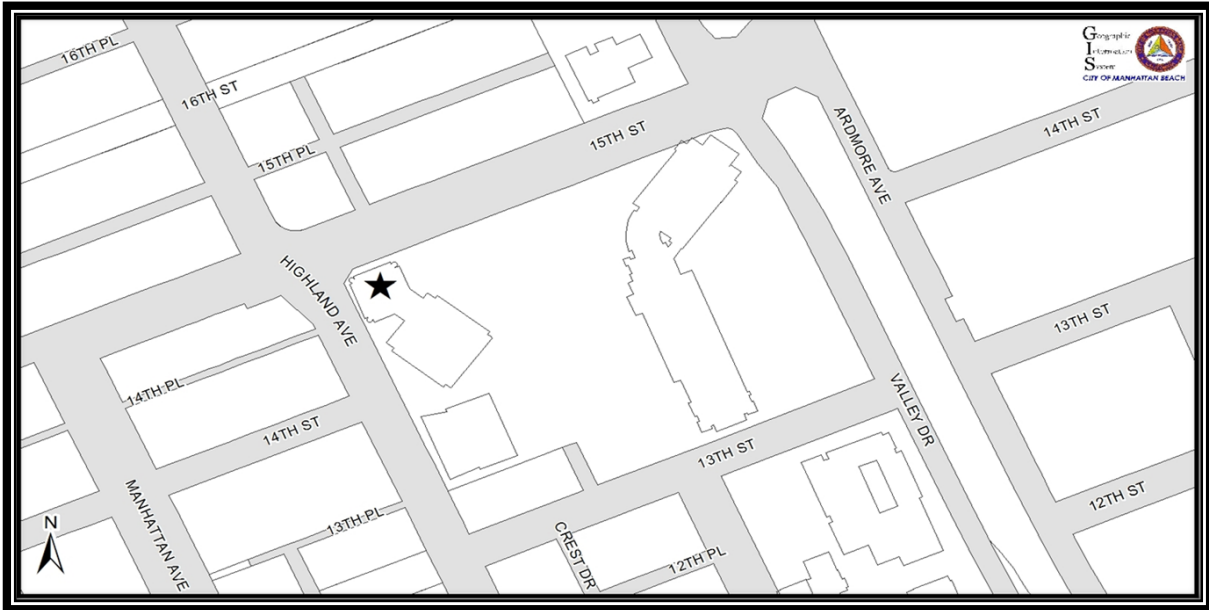 16TH PL
Geographic
Information
System
CITY OF MANHATTAN BEACH
16TH ST
15TH ST
ARDMORE AVE
14TH ST
15TH PL
HIGHLAND AVE
13TH ST
14TH PL
VALLEY DR
14TH ST
13TH ST
12TH ST
MANHATTAN AVE
13TH PL
N
CREST DR
12TH PL